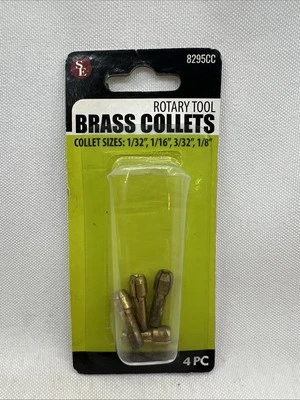 SE
8295CC
ROTARY TOOL
BRASS COLLETS
COLLET SIZES: 1/32", 1/16", 3/32", 1/8"
4 PC